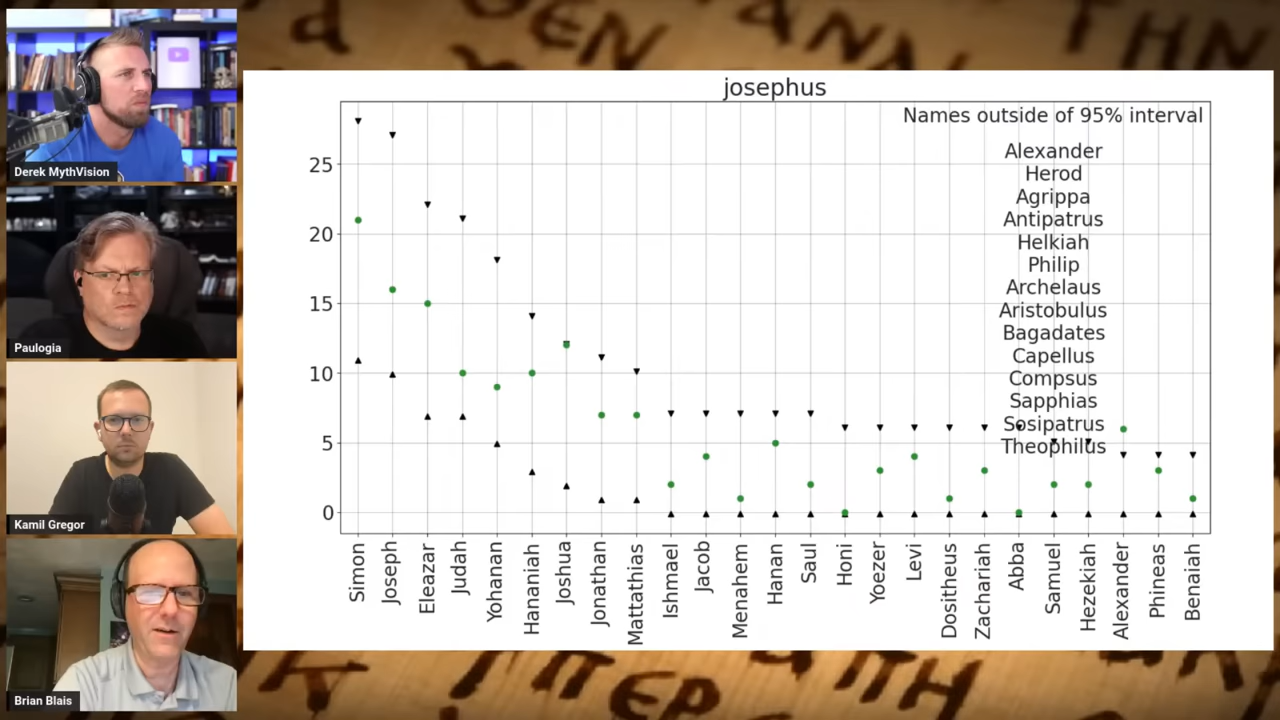 Derek MythVision
Paulogia
Kamil Gregor
Brian Blais
josephus
Names outside of 95% interval
Alexander
Herod
Agrippa
Antipatrus
Helkiah
Philip
Archelaus
Aristobulus
Bagadates
Capellus
Compsus
Sapphias
Sosipatrus
Theophilus
25
20
15
10
5
0
Simon
Joseph
Eleazar
Judah
Yohanan
Hananiah
Joshua
Jonathan
Mattathias
Ishmael
Jacob
Menahem
Hanan
Saul
Honi
Yoezer
Levi
Dositheus
Zachariah
Abba
Samuel
Hezekiah
Alexander
Phineas
Benaiah